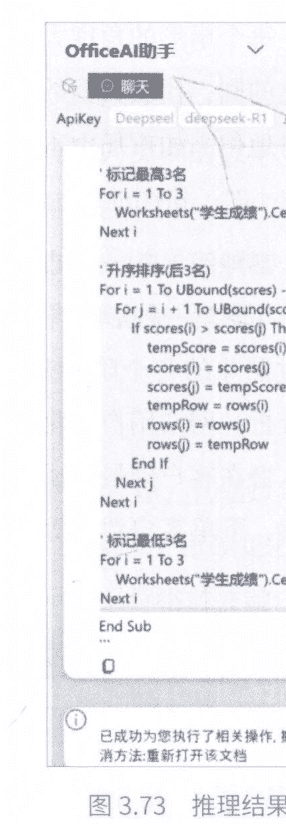 OfficeAI助手
聊天
ApiKey Deepseel deepseek-R1
' 标记最高3名
For i = 1 To 3
Worksheets("学生成绩").Ce
Next i
' 升序排序(后3名)
For i = 1 To UBound(scores) -
For j = i + 1 To UBound(sco
If scores(i) > scores(j) Th
tempScore = scores(i)
scores(i) = scores(j)
scores(j) = tempScore
tempRow = rows(i)
rows(i) = rows(j)
rows(j) = tempRow
End If
Next j
Next i
' 标记最低3名
For i = 1 To 3
Worksheets("学生成绩").Ce
Next i
End Sub
```
已成功为您执行了相关操作,
消方法:重新打开该文档
图 3.73 推理结果